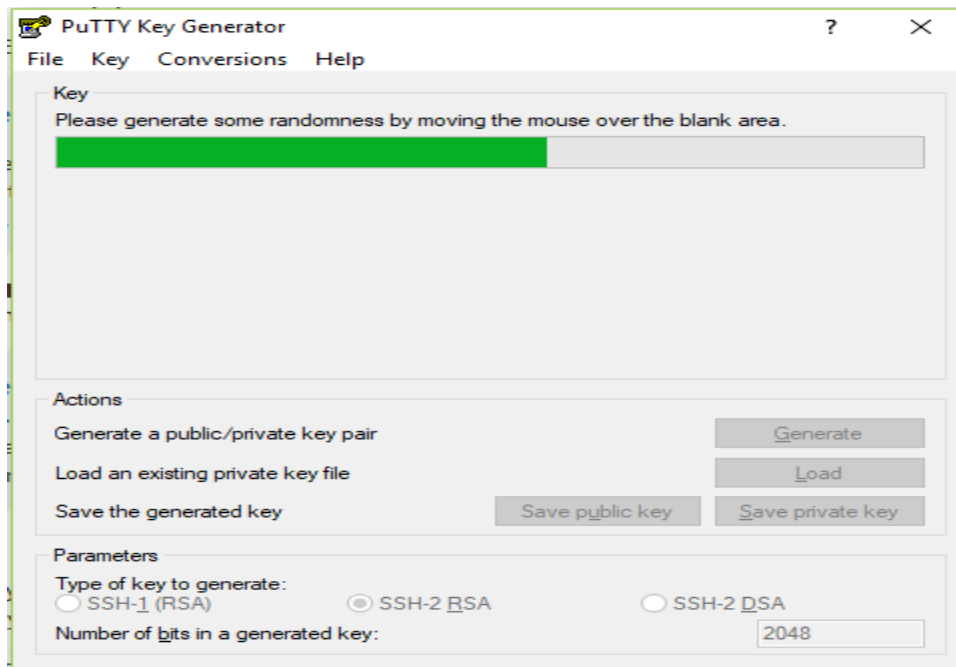 PuTTY Key Generator ?
File Key Conversions Help
Key
Please generate some randomness by moving the mouse over the blank area.
Actions
Generate a public/private key pair Generate
Load an existing private key file Load
Save the generated key Save public key Save private key
Parameters
Type of key to generate:
SSH-1 (RSA) SSH-2 RSA SSH-2 DSA
Number of bits in a generated key: 2048